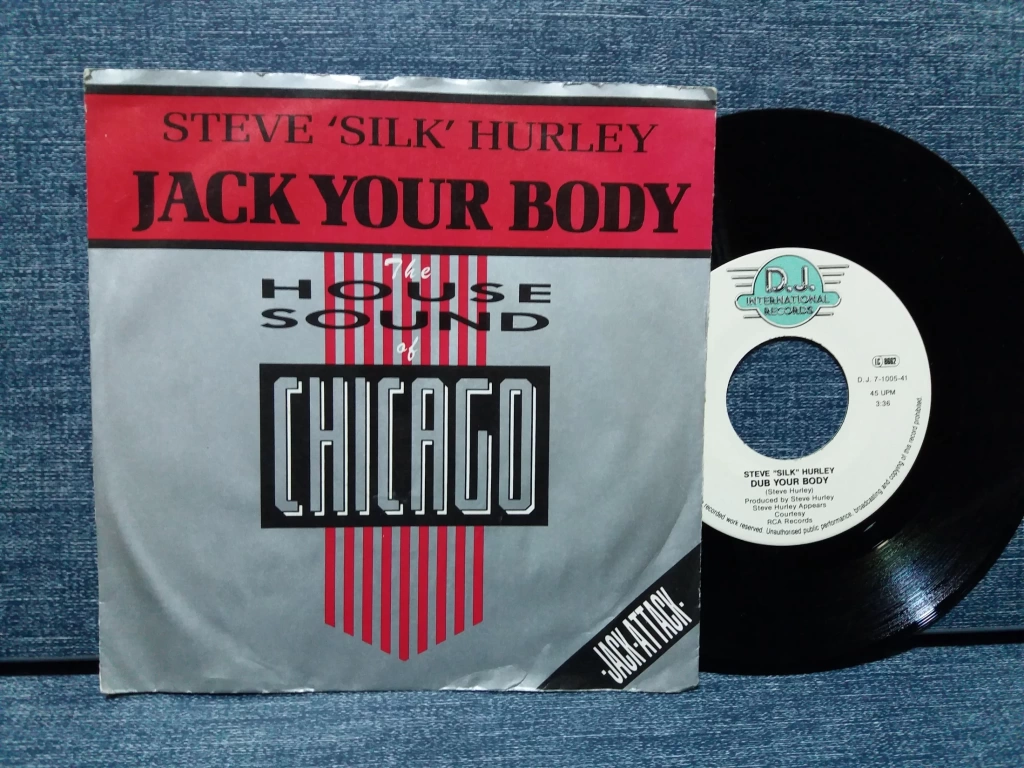 STEVE ‘SILK’ HURLEY
JACK YOUR BODY
The
HOUSE
SOUND
of
CHICAGO
·JACK·ATTACK·
D.J.
INTERNATIONAL
RECORDS
LC 8667
D. J. 7-1005-41
45 UPM
3:36
STEVE "SILK" HURLEY
DUB YOUR BODY
(Steve Hurley)
Produced by Steve Hurley
Steve Hurley Appears
Courtesy
RCA Records
recorded work reserved. Unauthorised public performance, broadcasting and copying of this record prohibited.